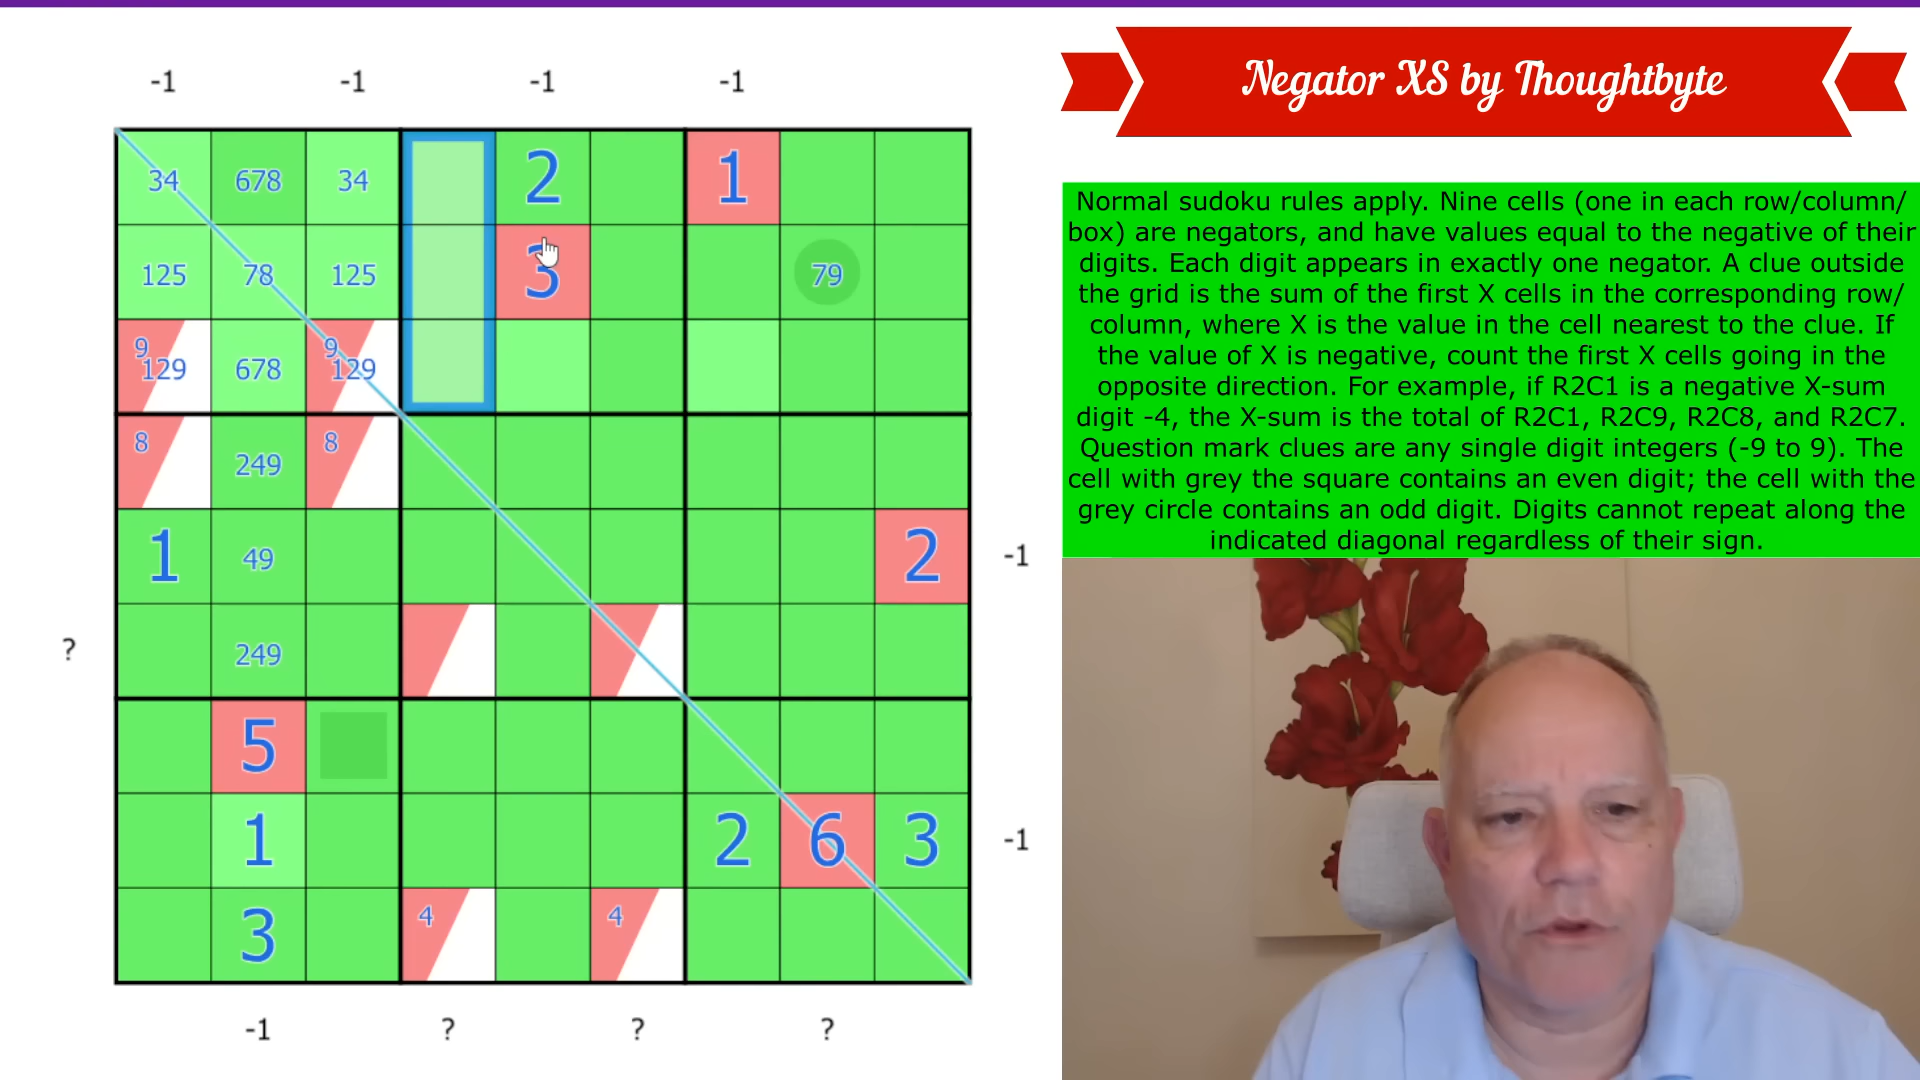 Negator XS by Thoughtbyte
-1 -1 -1 -1
34 678 34 2 1
125 78 125 3 79
9 129 678 9 129
8 249 8
1 49 2 -1
? 249
5
1 2 6 3 -1
3 4 4
-1 ? ? ?
Normal sudoku rules apply. Nine cells (one in each row/column/
box) are negators, and have values equal to the negative of their
digits. Each digit appears in exactly one negator. A clue outside
the grid is the sum of the first X cells in the corresponding row/
column, where X is the value in the cell nearest to the clue. If
the value of X is negative, count the first X cells going in the
opposite direction. For example, if R2C1 is a negative X-sum
digit -4, the X-sum is the total of R2C1, R2C9, R2C8, and R2C7.
Question mark clues are any single digit integers (-9 to 9). The
cell with grey the square contains an even digit; the cell with the
grey circle contains an odd digit. Digits cannot repeat along the
indicated diagonal regardless of their sign.